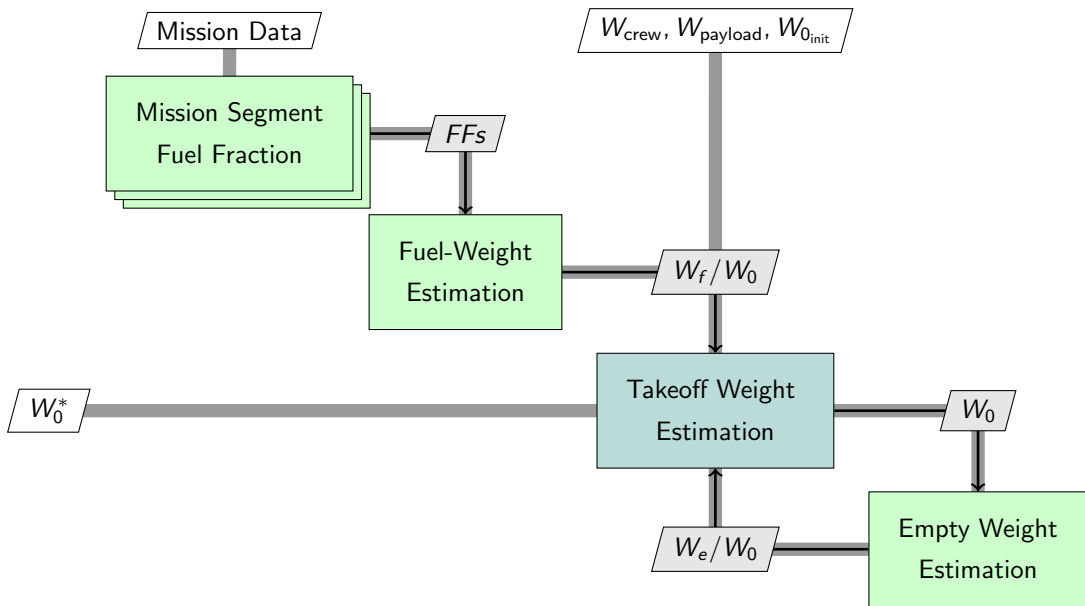 Mission Data
W_crew, W_payload, W_0_init
Mission Segment
Fuel Fraction
FFs
Fuel-Weight
Estimation
W_f/W_0
W_0^*
Takeoff Weight
Estimation
W_0
W_e/W_0
Empty Weight
Estimation